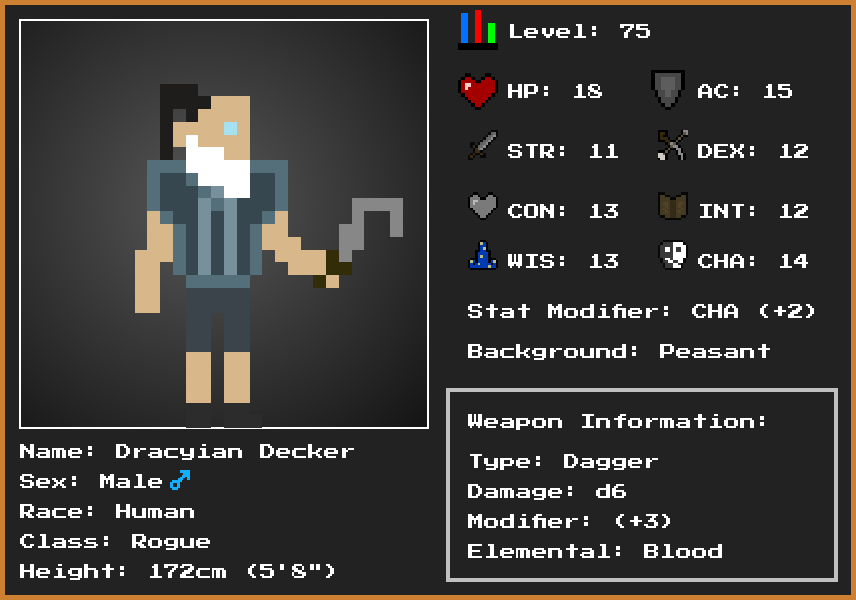 Level: 75
HP: 18
AC: 15
STR: 11
DEX: 12
CON: 13
INT: 12
WIS: 13
CHA: 14
Stat Modifier: CHA (+2)
Background: Peasant
Weapon Information:
Type: Dagger
Damage: d6
Modifier: (+3)
Elemental: Blood
Name: Dracyian Decker
Sex: Male♂
Race: Human
Class: Rogue
Height: 172cm (5'8")